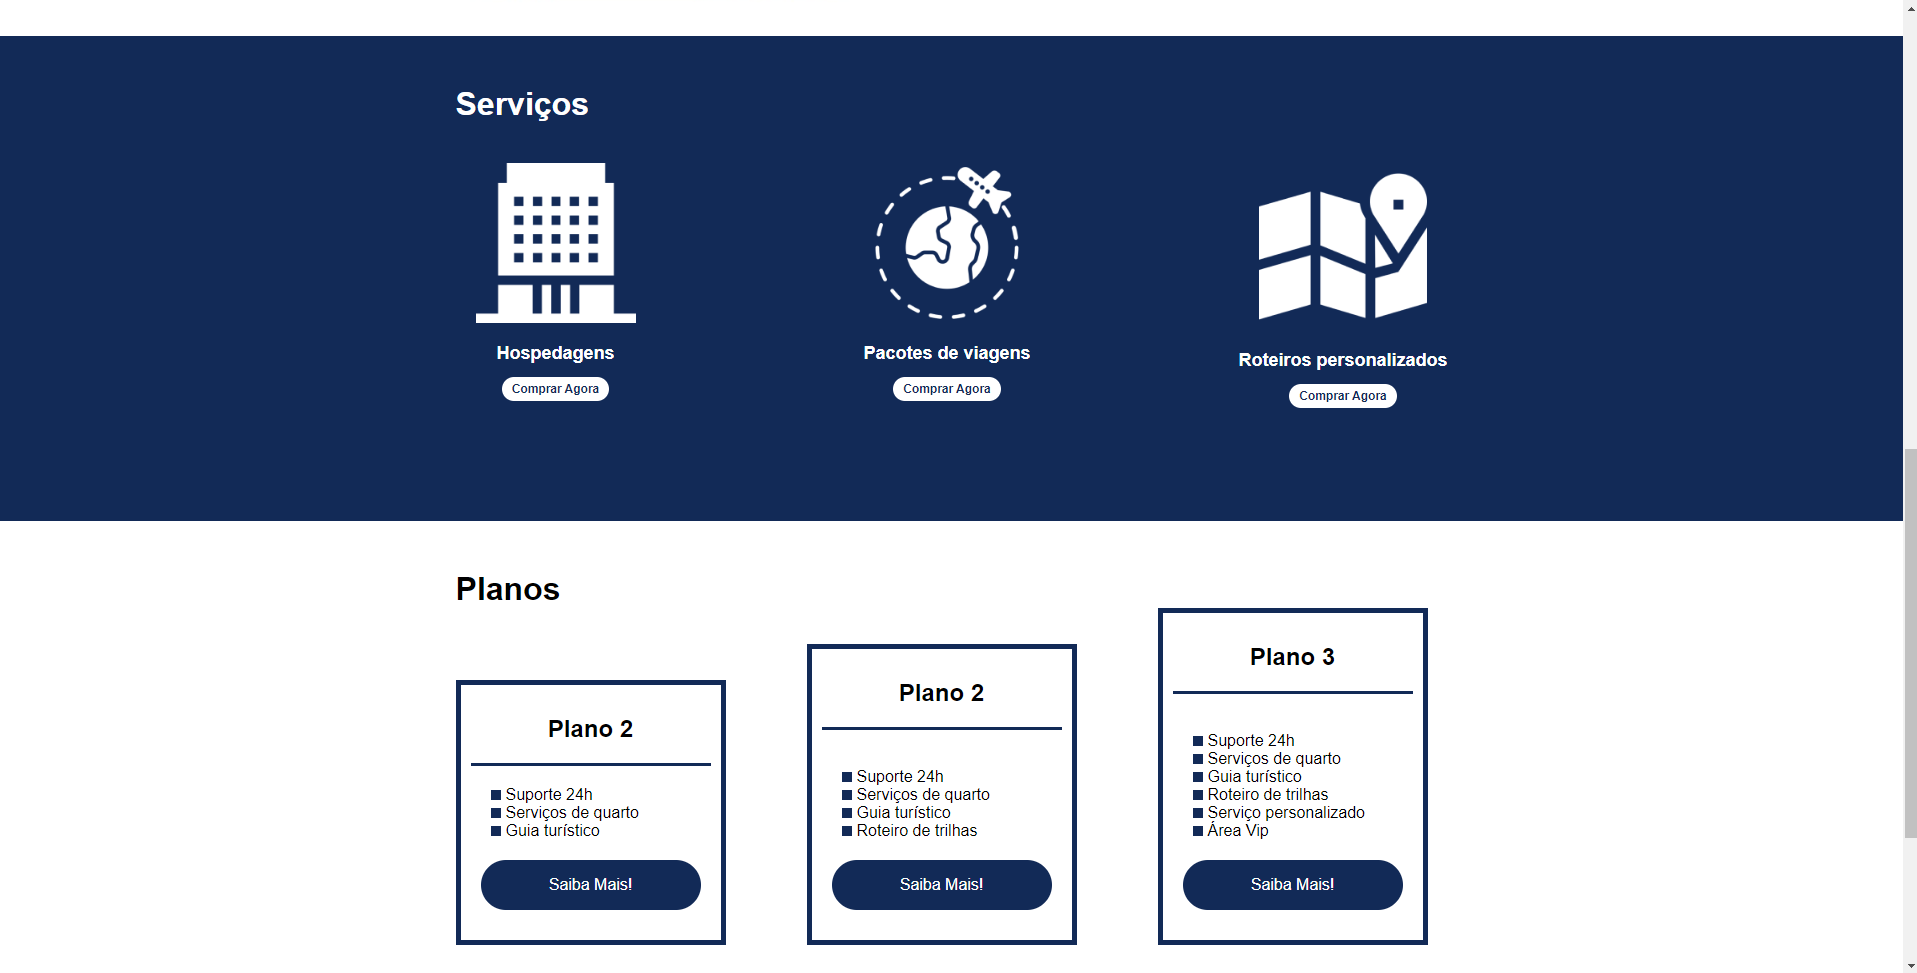 Serviços
Hospedagens
Comprar Agora
Pacotes de viagens
Comprar Agora
Roteiros personalizados
Comprar Agora
Planos
Plano 2
Suporte 24h
Serviços de quarto
Guia turístico
Saiba Mais!
Plano 2
Suporte 24h
Serviços de quarto
Guia turístico
Roteiro de trilhas
Saiba Mais!
Plano 3
Suporte 24h
Serviços de quarto
Guia turístico
Roteiro de trilhas
Serviço personalizado
Área Vip
Saiba Mais!